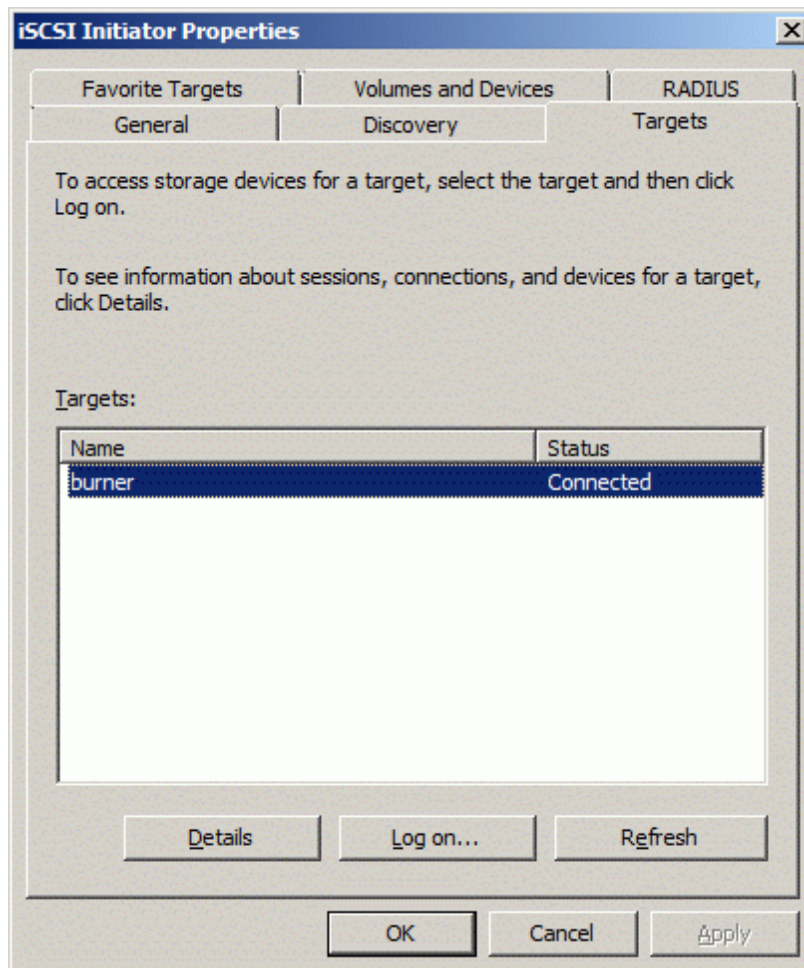 iSCSI Initiator Properties
Favorite Targets
Volumes and Devices
RADIUS
General
Discovery
Targets
To access storage devices for a target, select the target and then click
Log on.
To see information about sessions, connections, and devices for a target,
click Details.
Targets:
Name Status
burner Connected
Details
Log on...
Refresh
OK
Cancel
Apply